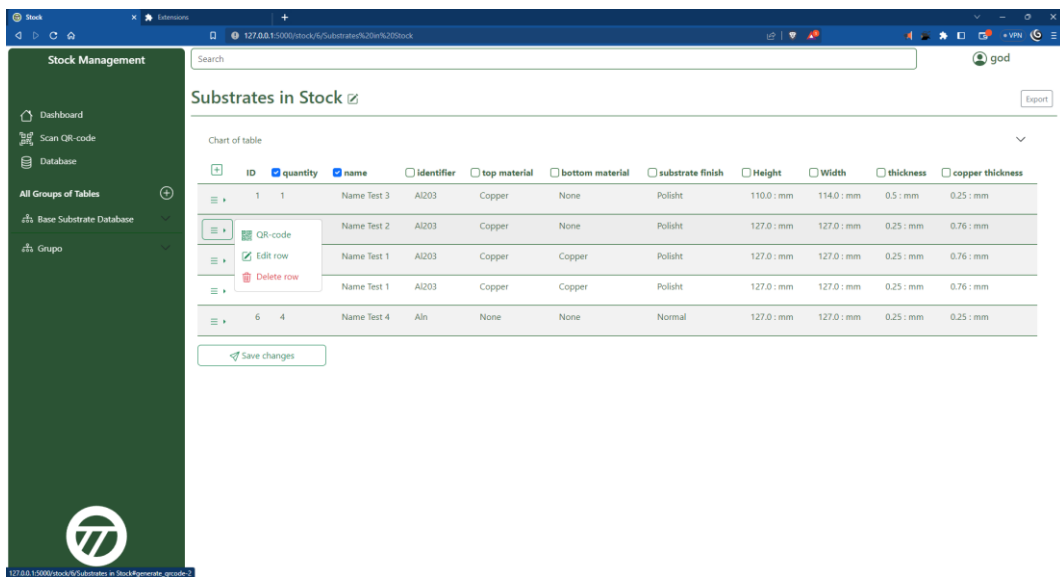 Stock
Extensions
127.0.0.1:5000/stock/6/Substrates%20in%20Stock
VPN
Stock Management
Search
god
Dashboard
Scan QR-code
Database
All Groups of Tables
Base Substrate Database
Grupo
Substrates in Stock
Export
Chart of table
ID quantity name identifier top material bottom material substrate finish Height Width thickness copper thickness
1 1 Name Test 3 Al203 Copper None Polisht 110.0 : mm 114.0 : mm 0.5 : mm 0.25 : mm
Name Test 2 Al203 Copper None Polisht 127.0 : mm 127.0 : mm 0.25 : mm 0.76 : mm
QR-code
Edit row
Delete row
Name Test 1 Al203 Copper Copper Polisht 127.0 : mm 127.0 : mm 0.25 : mm 0.76 : mm
Name Test 1 Al203 Copper Copper Polisht 127.0 : mm 127.0 : mm 0.25 : mm 0.76 : mm
6 4 Name Test 4 Aln None None Normal 127.0 : mm 127.0 : mm 0.25 : mm 0.25 : mm
Save changes
127.0.0.1:5000/stock/6/Substrates in Stock#generate_qrcode-2